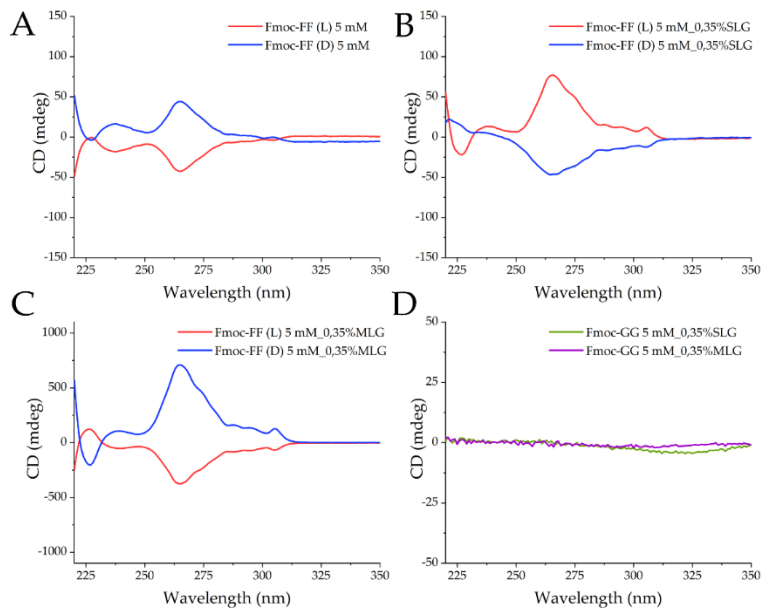 A
Fmoc-FF (L) 5 mM
Fmoc-FF (D) 5 mM
150
100
50
0
-50
-100
-150
CD (mdeg)
225 250 275 300 325 350
Wavelength (nm)
B
Fmoc-FF (L) 5 mM_0,35%SLG
Fmoc-FF (D) 5 mM_0,35%SLG
150
100
50
0
-50
-100
-150
CD (mdeg)
225 250 275 300 325 350
Wavelength (nm)
C
Fmoc-FF (L) 5 mM_0,35%MLG
Fmoc-FF (D) 5 mM_0,35%MLG
1000
500
0
-500
-1000
CD (mdeg)
225 250 275 300 325 350
Wavelength (nm)
D
Fmoc-GG 5 mM_0,35%SLG
Fmoc-GG 5 mM_0,35%MLG
50
25
0
-25
-50
CD (mdeg)
225 250 275 300 325 350
Wavelength (nm)